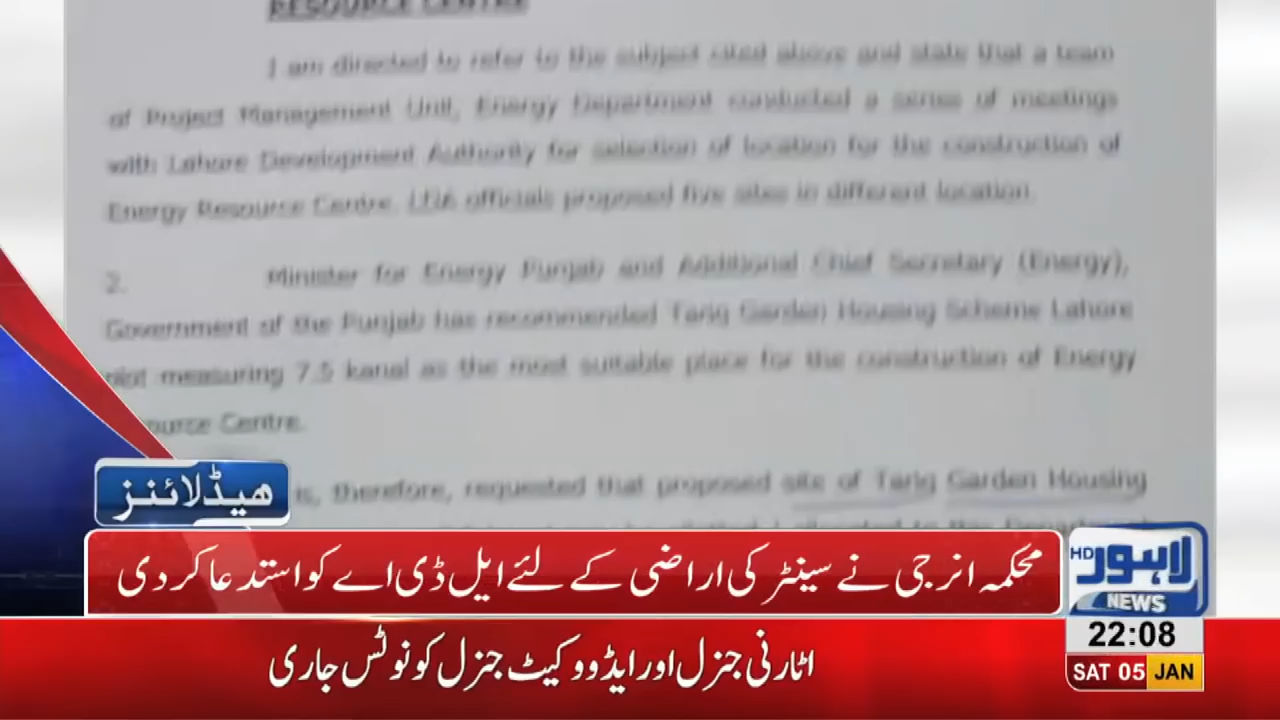 RESOURCE CENTRE
I am directed to refer to the subject cited above and state that a team
of Project Management Unit, Energy Department conducted a series of meetings
with Lahore Development Authority for selection of location for the construction of
Energy Resource Centre. LDA officials proposed five sites in different location.
2. Minister for Energy Punjab and Additional Chief Secretary (Energy),
Government of the Punjab has recommended Tariq Garden Housing Scheme Lahore
plot measuring 7.5 kanal as the most suitable place for the construction of Energy
ource Centre.
is, therefore, requested that proposed site of Tariq Garden Housing
ھیڈلائنز
محکمہ انرجی نے سینٹر کی اراضی کے لئے ایل ڈی اے کو استدعا کر دی
HD لاہور
NEWS
22:08
اٹارنی جنرل اور ایڈووکیٹ جنرل کو نوٹس جاری
SAT 05 JAN